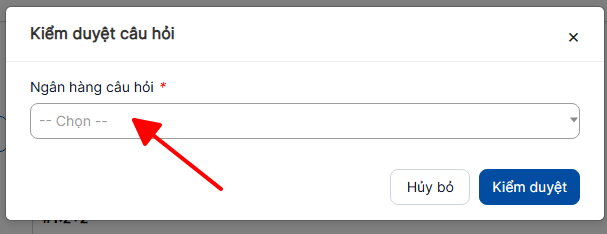 Kiểm duyệt câu hỏi
×
Ngân hàng câu hỏi *
-- Chọn --
Hủy bỏ Kiểm duyệt